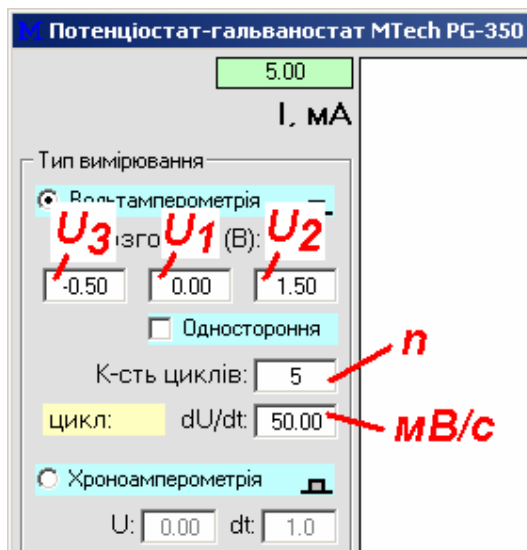 M Потенціостат-гальваностат MTech PG-350
5.00
I, мА
Тип вимірювання
Вольтамперометрія
U3 U1 (В): U2
-0.50 0.00 1.50
Одностороння
К-сть циклів: 5 n
цикл: dU/dt: 50.00 мВ/с
Хроноамперометрія
U: 0.00 dt: 1.0